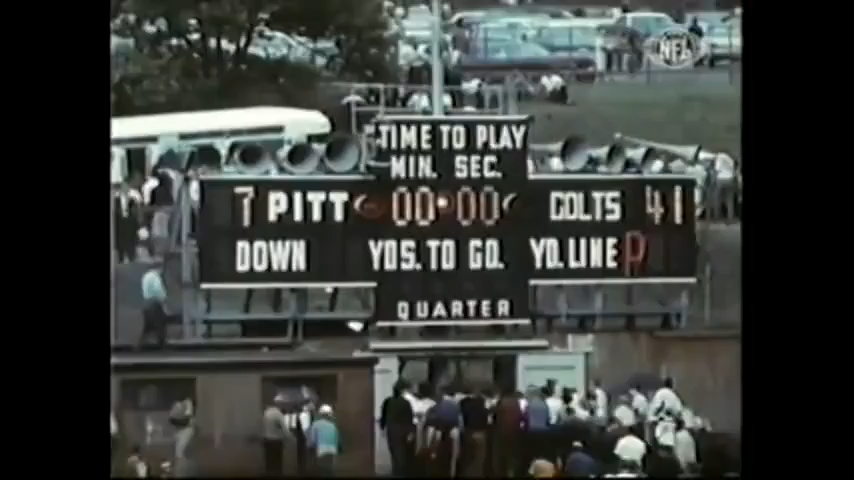 NFL
TIME TO PLAY
MIN. SEC.
7 PITT 00 00 COLTS 41
DOWN YDS. TO GO. YD. LINE P
QUARTER